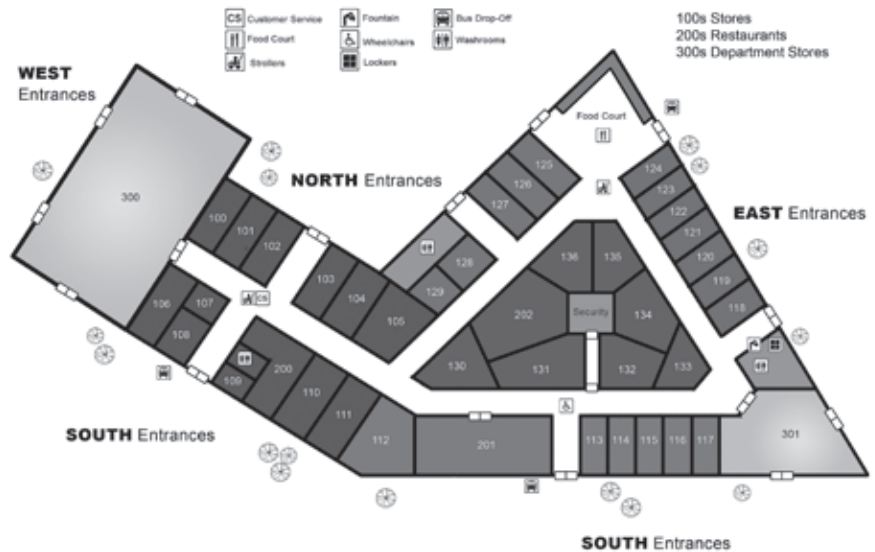 CS Customer Service
Fountain
Bus Drop-Off
Food Court
Wheelchairs
Washrooms
Strollers
Lockers
100s Stores
200s Restaurants
300s Department Stores
WEST
Entrances
Food Court
NORTH Entrances
EAST Entrances
300
100
101
102
103
104
105
106
107
108
CS
109
200
110
111
112
201
113
114
115
116
117
301
118
119
120
121
122
123
124
125
126
127
128
129
130
131
132
133
134
135
136
202
Security
SOUTH Entrances
SOUTH Entrances